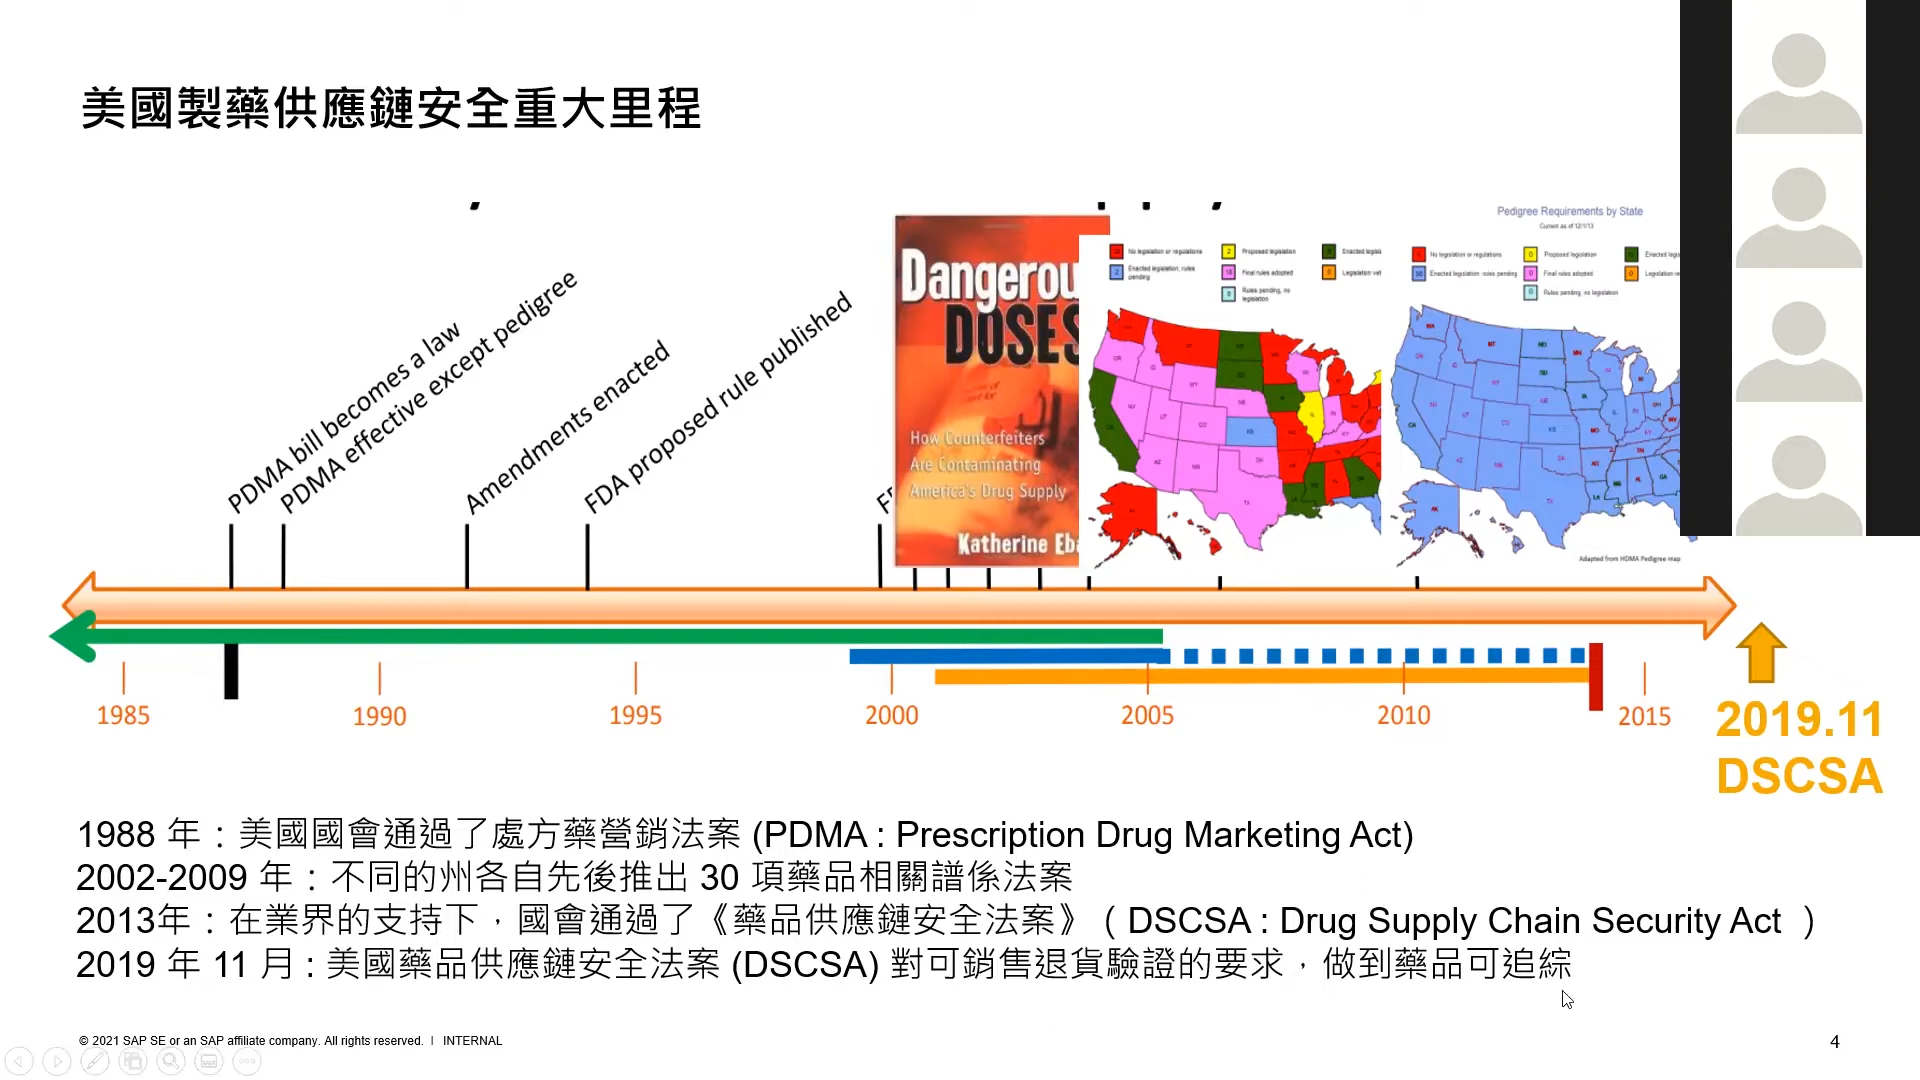 美國製藥供應鏈安全重大里程
PDMA bill becomes a law
PDMA effective except pedigree
Amendments enacted
FDA proposed rule published
Dangerou
DOSES
How Counterfeiters
Are Contaminating
America's Drug Supply
Katherine Eba
No legislation or regulations
Proposed legislation
Enacted legisla
Enacted legislation, rules pending
Final rules adopted
Legislation vet
Rules pending, no legislation
Pedigree Requirements by State
Current as of 12/1/13
No legislation or regulations
Proposed legislation
Enacted legi
Enacted legislation, rules pending
Final rules adopted
Legislation ve
Rules pending, no legislation
Adapted from HDMA Pedigree map
1985
1990
1995
2000
2005
2010
2015
2019.11
DSCSA
1988 年：美國國會通過了處方藥營銷法案 (PDMA : Prescription Drug Marketing Act)
2002-2009 年：不同的州各自先後推出 30 項藥品相關譜係法案
2013年：在業界的支持下，國會通過了《藥品供應鏈安全法案》（ DSCSA : Drug Supply Chain Security Act ）
2019 年 11 月 : 美國藥品供應鏈安全法案 (DSCSA) 對可銷售退貨驗證的要求，做到藥品可追綜
© 2021 SAP SE or an SAP affiliate company. All rights reserved. | INTERNAL
4